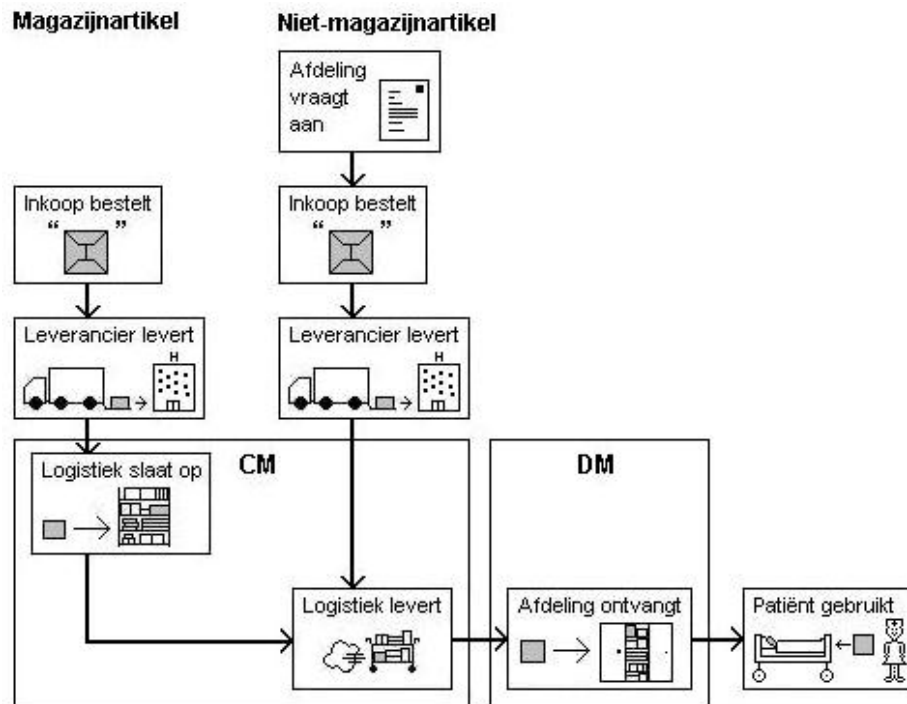 Magazijnartikel
Niet-magazijnartikel
Afdeling
vraagt
aan
Inkoop bestelt
“ ”
Inkoop bestelt
“ ”
Leverancier levert
H
Leverancier levert
H
CM
DM
Logistiek slaat op
Logistiek levert
Afdeling ontvangt
Patiënt gebruikt